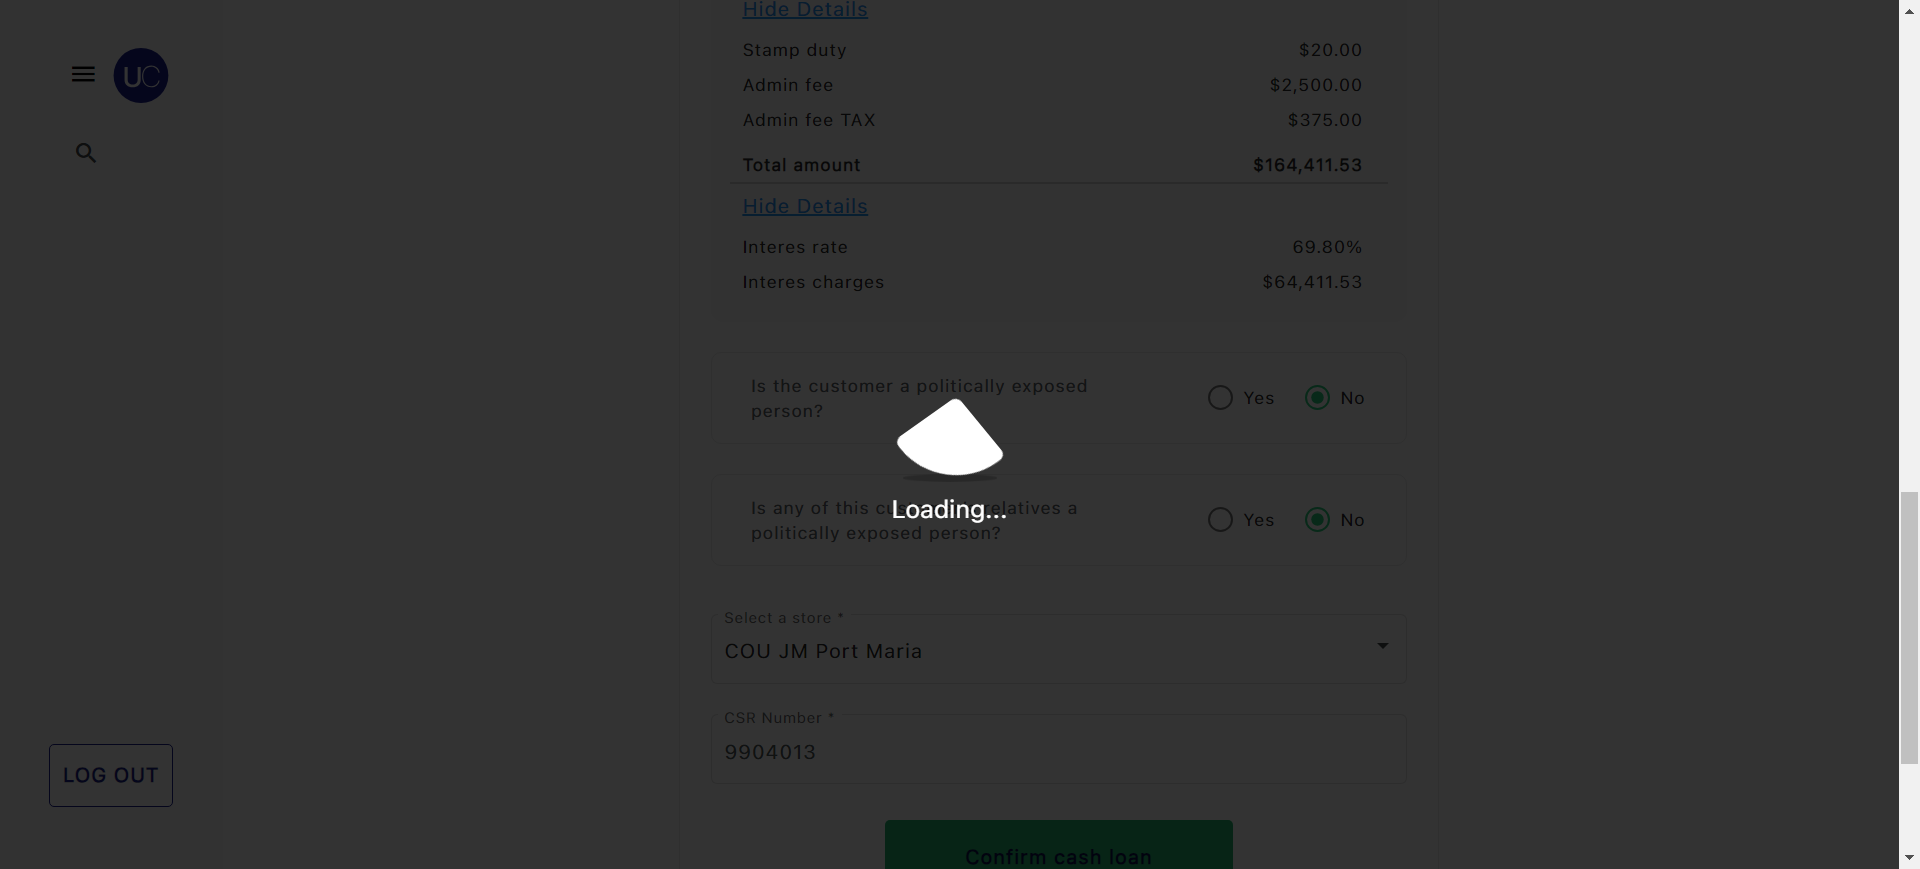 Hide Details
UC
Stamp duty $20.00
Admin fee $2,500.00
Admin fee TAX $375.00
Total amount $164,411.53
Hide Details
Interes rate 69.80%
Interes charges $64,411.53
Is the customer a politically exposed
person?
Yes No
Is any of this relatives a
politically exposed person?
Yes No
Loading...
Select a store *
COU JM Port Maria
CSR Number *
9904013
LOG OUT
Confirm cash loan